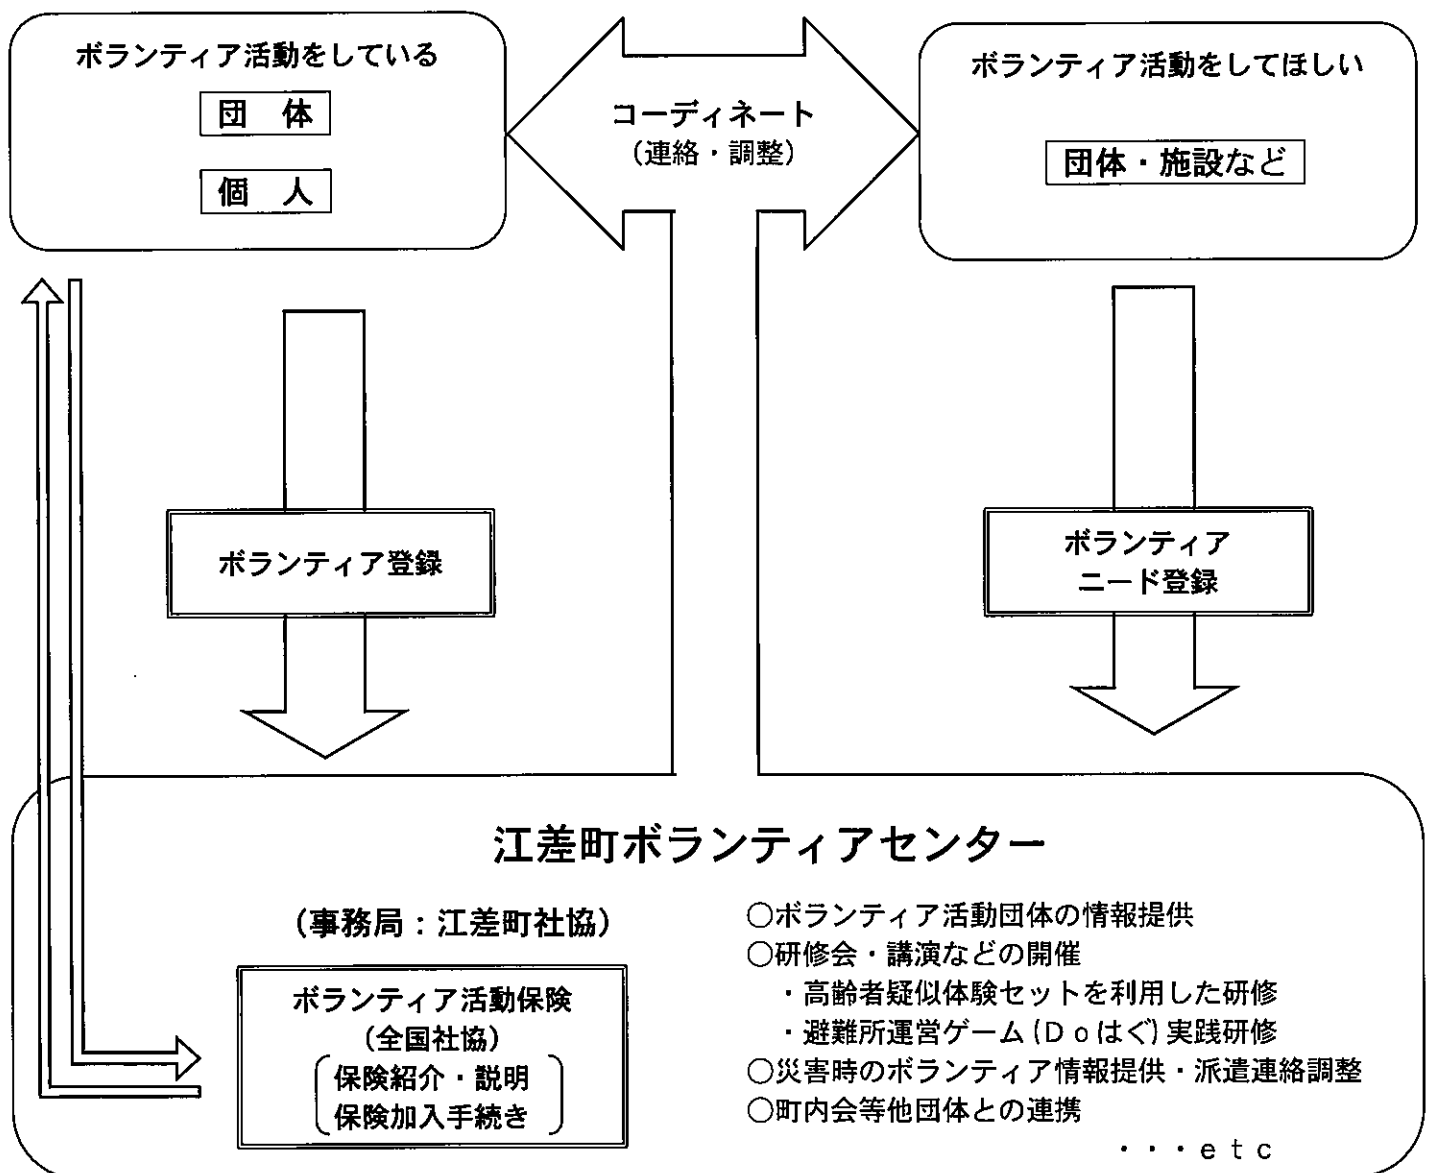 ボランティア活動をしている
団　体
個　人
コーディネート
（連絡・調整）
ボランティア活動をしてほしい
団体・施設など
ボランティア登録
ボランティア
ニード登録
江差町ボランティアセンター
（事務局：江差町社協）
ボランティア活動保険
（全国社協）
保険紹介・説明
保険加入手続き
○ボランティア活動団体の情報提供
○研修会・講演などの開催
・高齢者疑似体験セットを利用した研修
・避難所運営ゲーム(Ｄｏはぐ)実践研修
○災害時のボランティア情報提供・派遣連絡調整
○町内会等他団体との連携
・・・ｅｔｃ